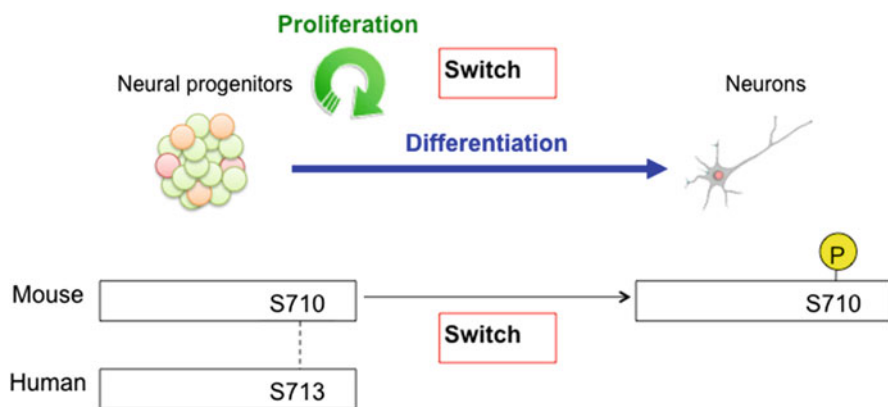 Proliferation
Neural progenitors
Switch
Neurons
Differentiation
P
Mouse
S710
S710
Switch
Human
S713